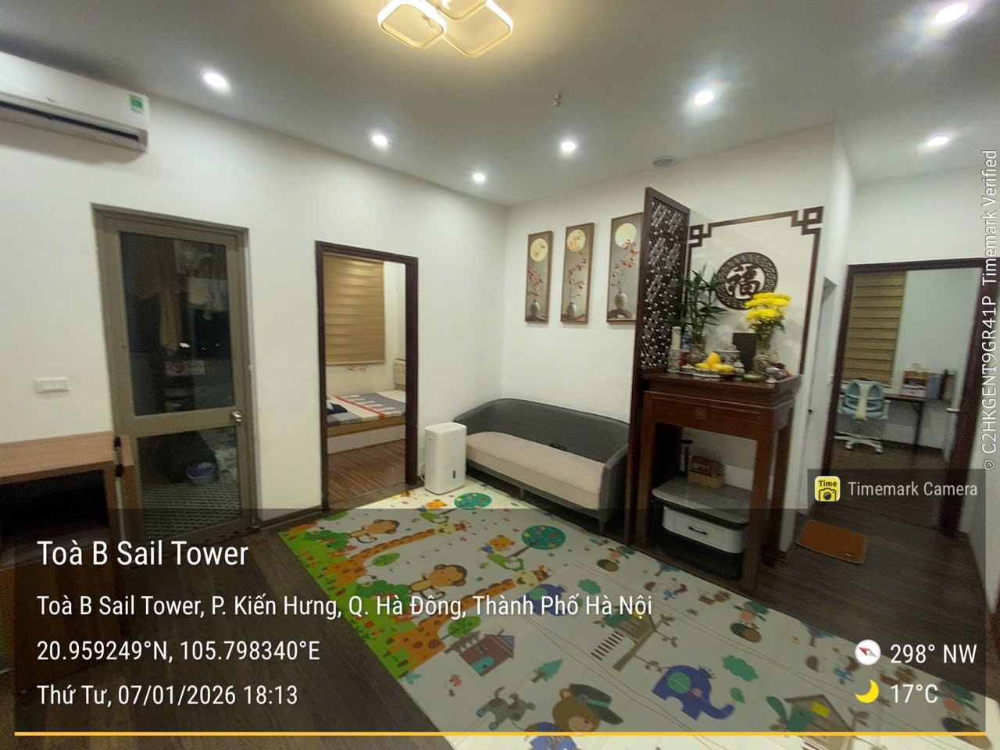 福
Time
Timemark Camera
Toà B Sail Tower
Toà B Sail Tower, P. Kiến Hưng, Q. Hà Đông, Thành Phố Hà Nội
20.959249°N, 105.798340°E
Thứ Tư, 07/01/2026 18:13
298° NW
17°C
C2HKGENT9GR41P Timemark Verified